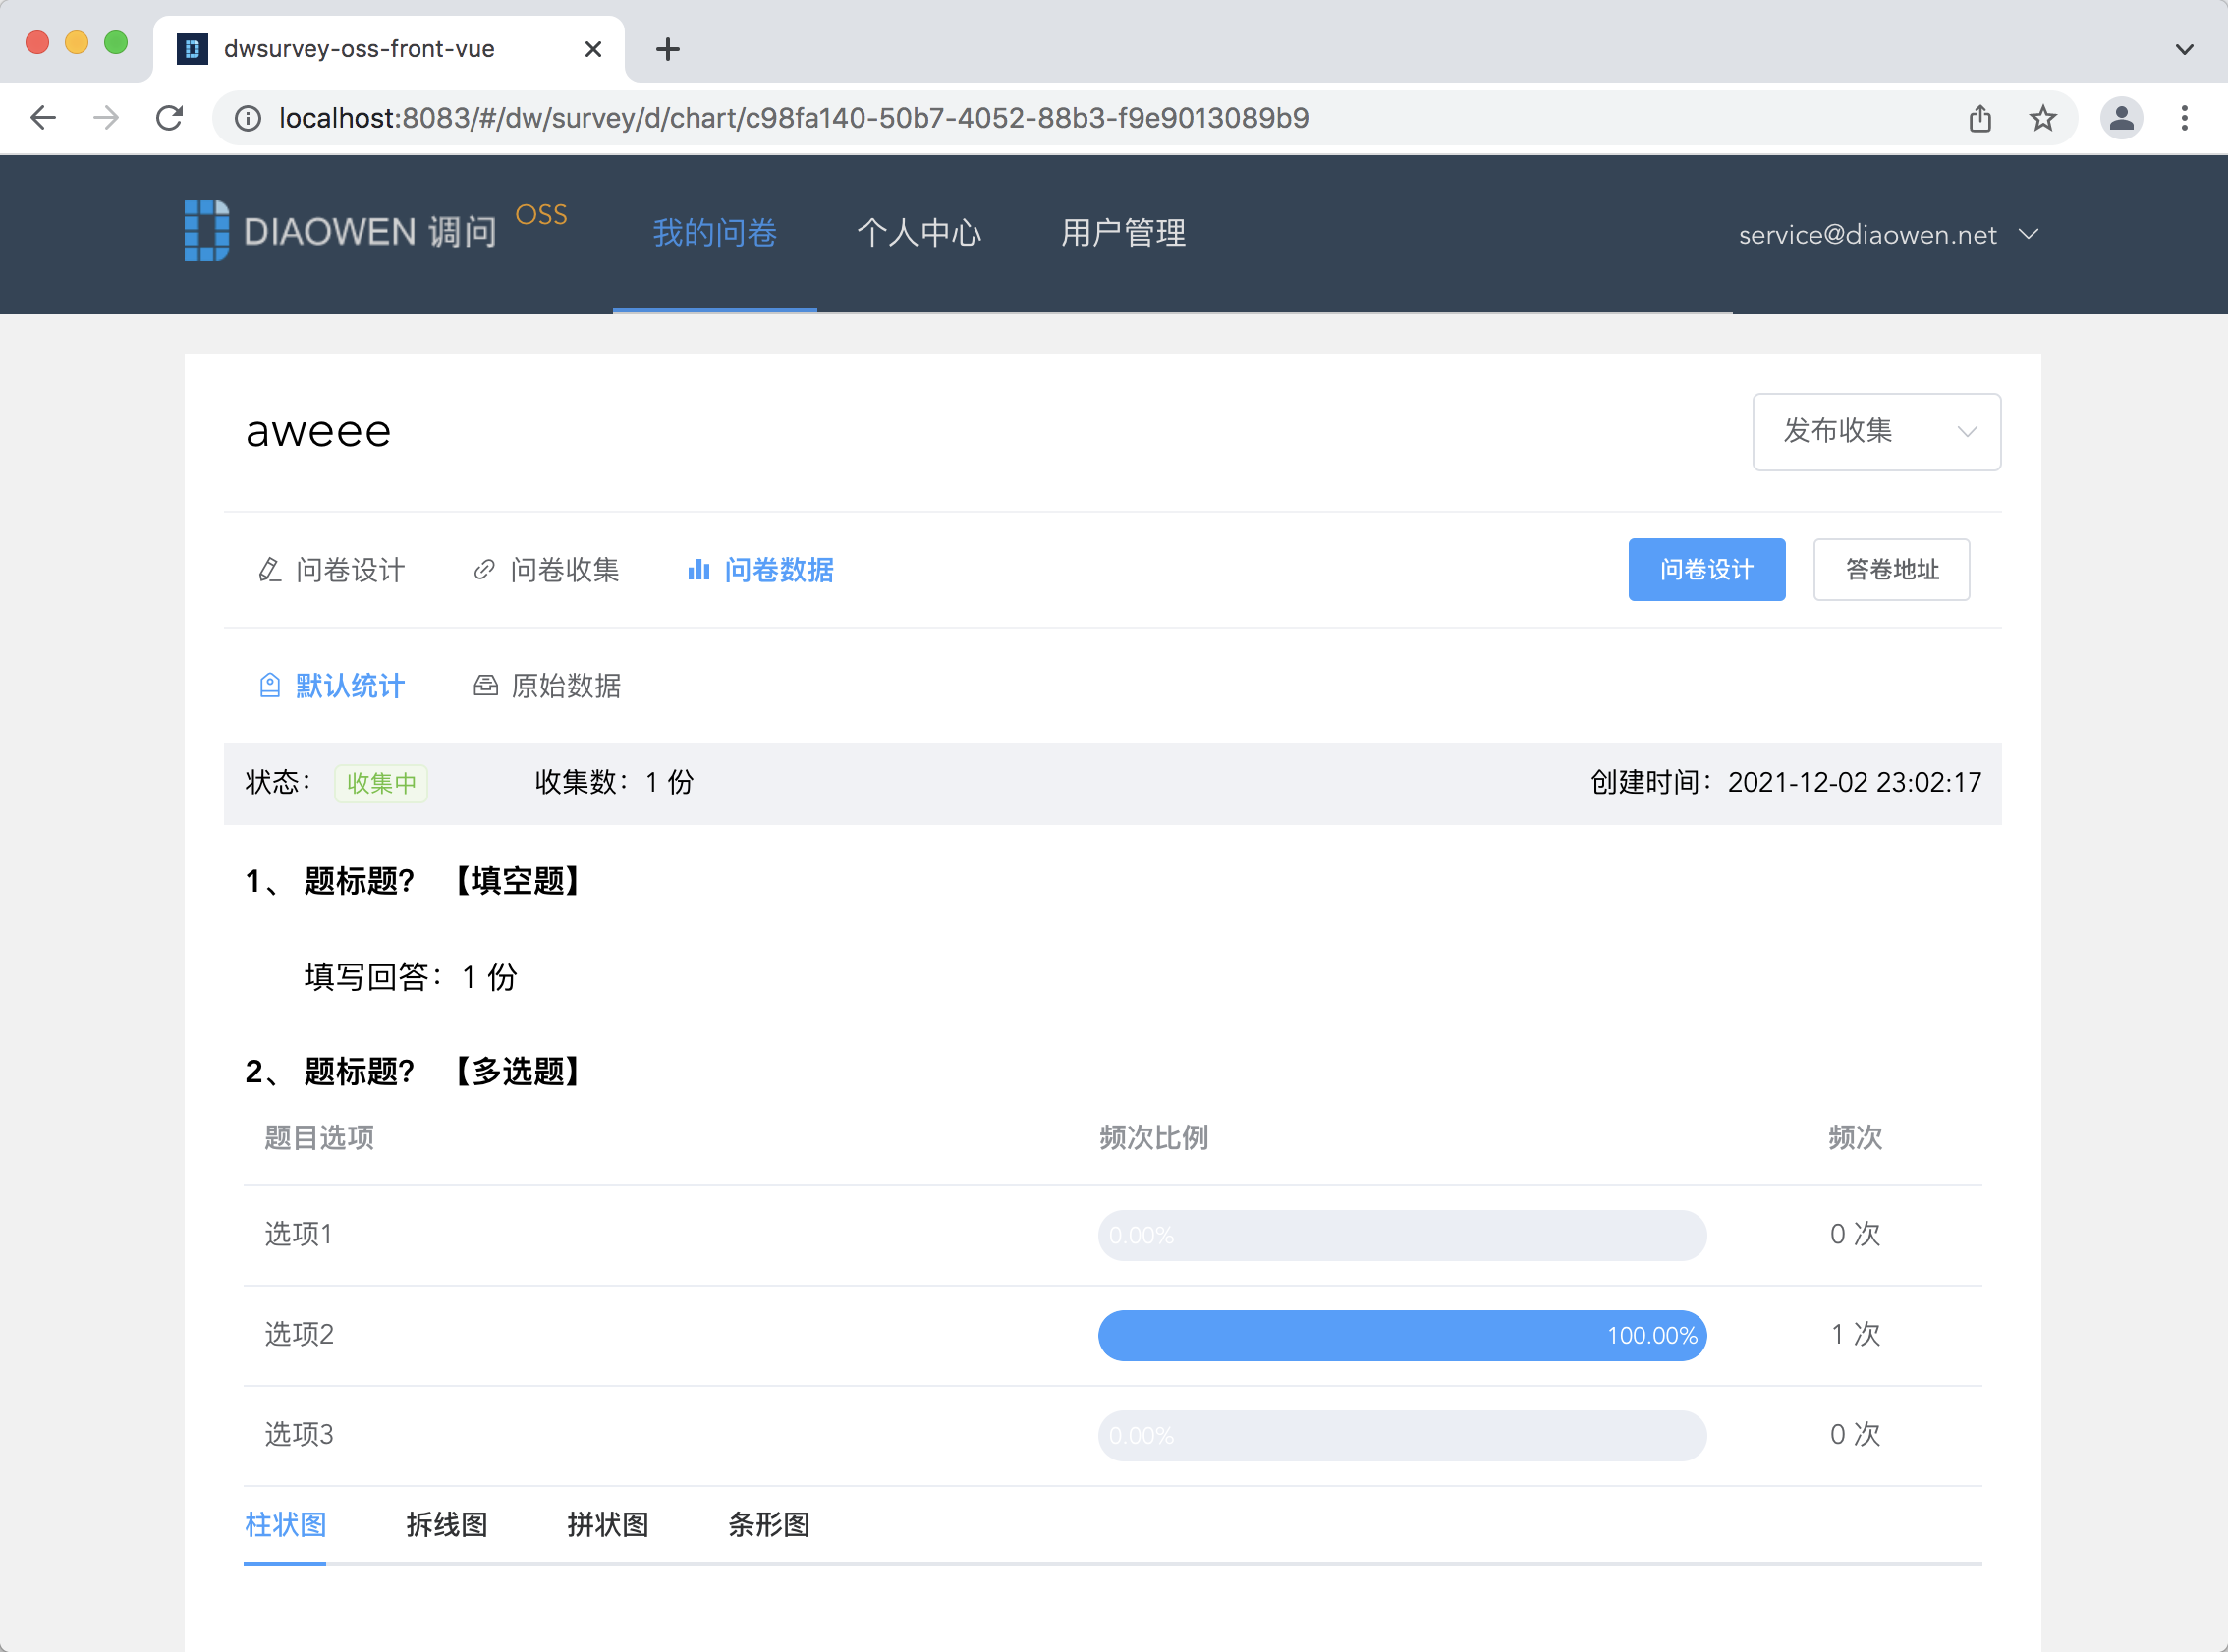 dwsurvey-oss-front-vue
localhost:8083/#/dw/survey/d/chart/c98fa140-50b7-4052-88b3-f9e9013089b9
DIAOWEN 调问 OSS 我的问卷 个人中心 用户管理 service@diaowen.net
aweee 发布收集
问卷设计 问卷收集 问卷数据 问卷设计 答卷地址
默认统计 原始数据
状态： 收集中 收集数：1 份 创建时间：2021-12-02 23:02:17
1、 题标题? 【填空题】
填写回答：1 份
2、 题标题? 【多选题】
题目选项 频次比例 频次
选项1 0.00% 0 次
选项2 100.00% 1 次
选项3 0.00% 0 次
柱状图 拆线图 拼状图 条形图